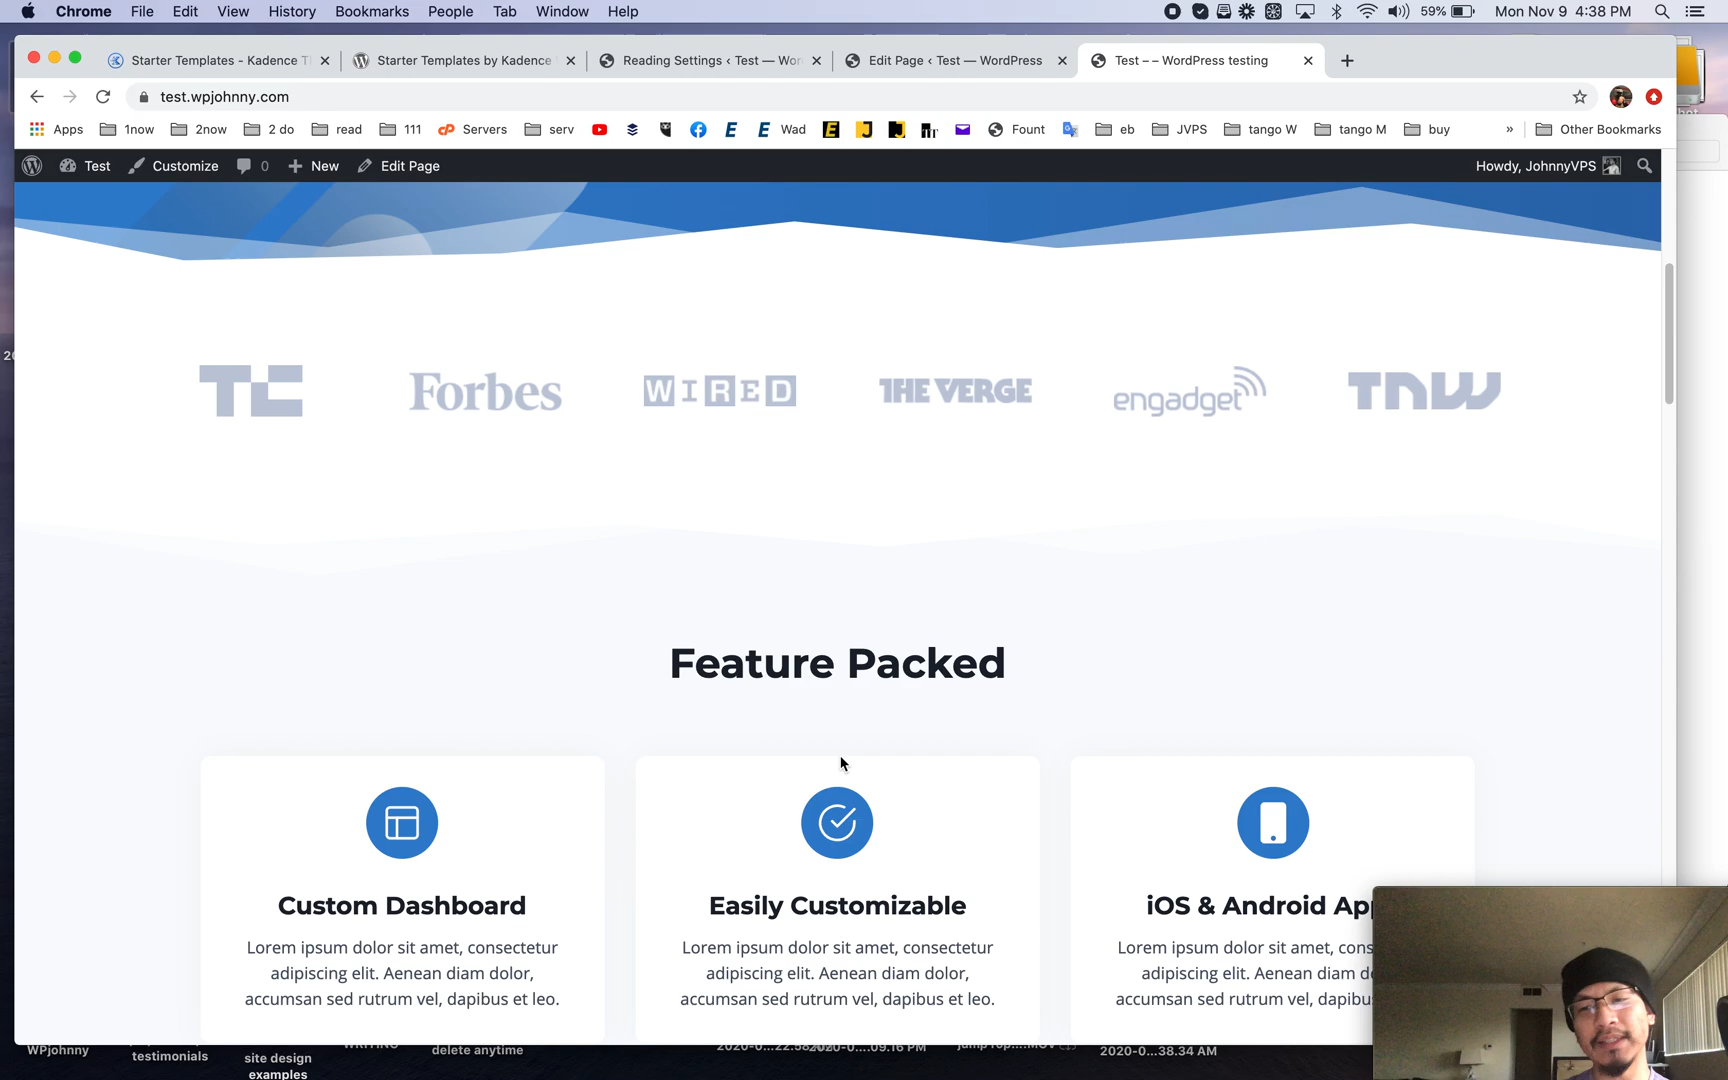 Chrome File Edit View History Bookmarks People Tab Window Help 59% Mon Nov 9 4:38 PM
Starter Templates - Kadence T Starter Templates by Kadence Reading Settings ‹ Test — Wor Edit Page ‹ Test — WordPress Test – – WordPress testing
test.wpjohnny.com
Apps 1now 2now 2 do read 111 Servers serv Wad Fount eb JVPS tango W tango M buy » Other Bookmarks
Test Customize 0 New Edit Page Howdy, JohnnyVPS
TC Forbes WIRED THE VERGE engadget TNW
Feature Packed
Custom Dashboard Easily Customizable iOS & Android Ap
Lorem ipsum dolor sit amet, consectetur
adipiscing elit. Aenean diam dolor,
accumsan sed rutrum vel, dapibus et leo.
Lorem ipsum dolor sit amet, consectetur
adipiscing elit. Aenean diam dolor,
accumsan sed rutrum vel, dapibus et leo.
Lorem ipsum dolor sit amet, cons
adipiscing elit. Aenean diam d
accumsan sed rutrum vel, dapibus
WPjohnny
testimonials
site design
examples
delete anytime
2020-0...38.34 AM